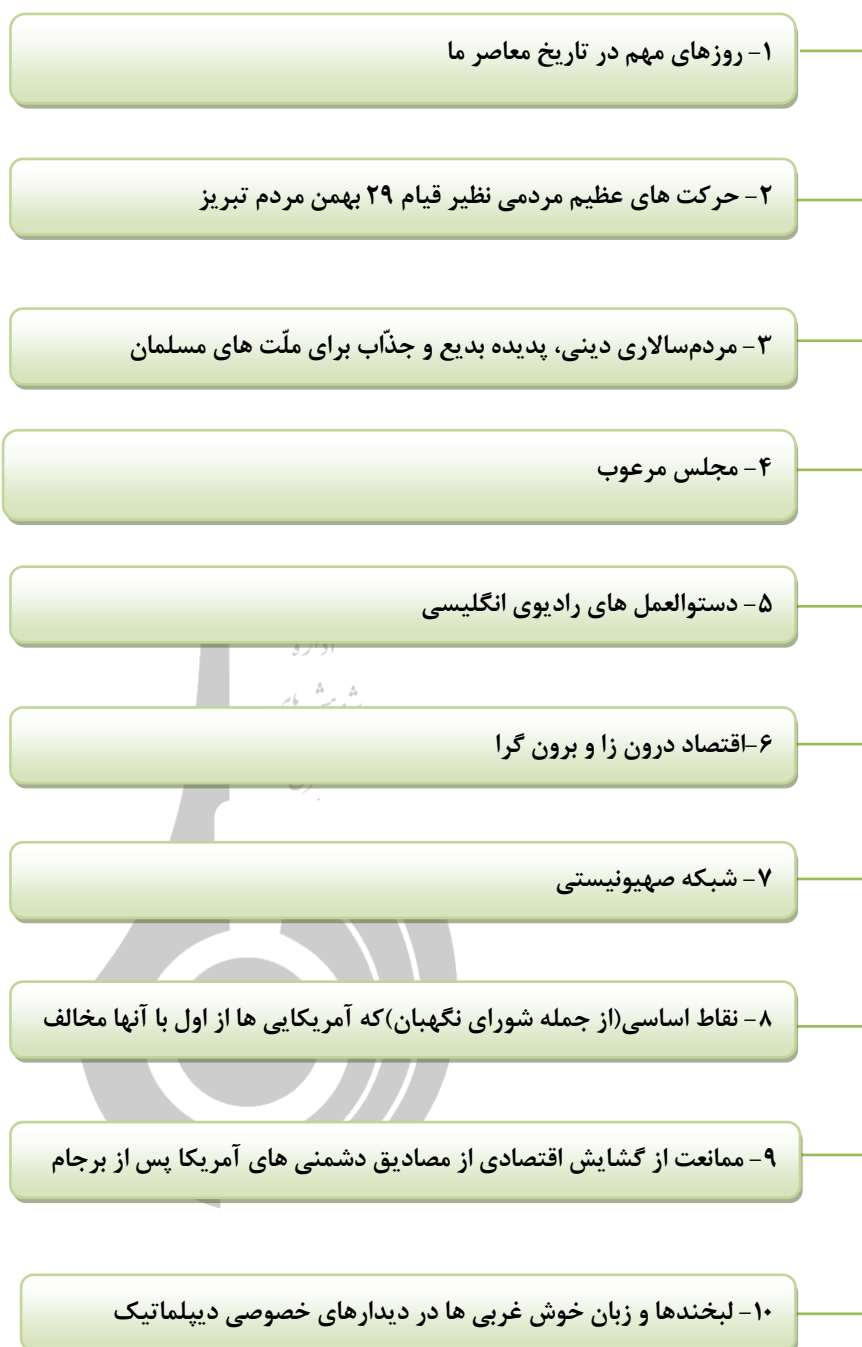 ۱- روزهای مهم در تاریخ معاصر ما
۲- حرکت های عظیم مردمی نظیر قیام ۲۹ بهمن مردم تبریز
۳- مردم‌سالاری دینی، پدیده بدیع و جذّاب برای ملّت های مسلمان
۴- مجلس مرعوب
۵- دستوالعمل های رادیوی انگلیسی
اداره
۶-اقتصاد درون زا و برون گرا
۷- شبکه صهیونیستی
۸- نقاط اساسی(از جمله شورای نگهبان)که آمریکایی ها از اول با آنها مخالف
۹- ممانعت از گشایش اقتصادی از مصادیق دشمنی های آمریکا پس از برجام
۱۰- لبخندها و زبان خوش غربی ها در دیدارهای خصوصی دیپلماتیک